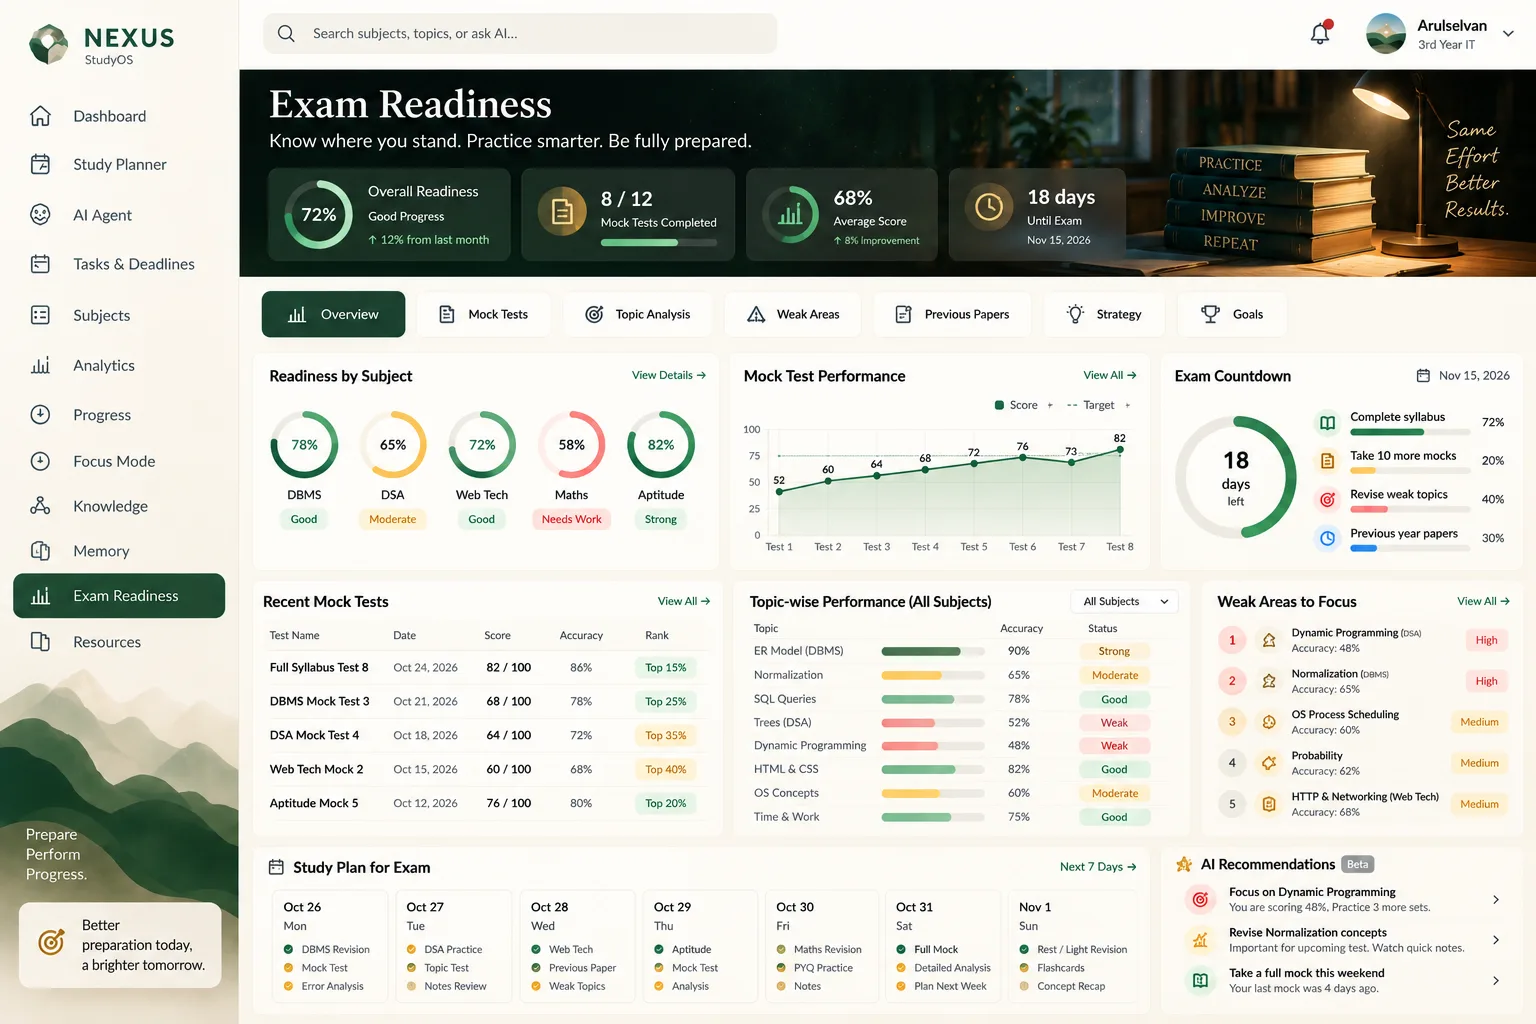 NEXUS
StudyOS
Dashboard
Study Planner
AI Agent
Tasks & Deadlines
Subjects
Analytics
Progress
Focus Mode
Knowledge
Memory
Exam Readiness
Resources
Prepare
Perform
Progress.
Better
preparation today,
a brighter tomorrow.
Search subjects, topics, or ask AI...
Arulselvan
3rd Year IT
Exam Readiness
Know where you stand. Practice smarter. Be fully prepared.
72%
Overall Readiness
Good Progress
↑ 12% from last month
8 / 12
Mock Tests Completed
68%
Average Score
↑ 8% Improvement
18 days
Until Exam
Nov 15, 2026
PRACTICE
ANALYZE
IMPROVE
REPEAT
Same
Effort
Better
Results.
Overview
Mock Tests
Topic Analysis
Weak Areas
Previous Papers
Strategy
Goals
Readiness by Subject
View Details →
78%
65%
72%
58%
82%
DBMS
DSA
Web Tech
Maths
Aptitude
Good
Moderate
Good
Needs Work
Strong
Mock Test Performance
View All →
Score + -- Target +
100
75
50
25
0
52
60
64
68
72
76
73
82
Test 1 Test 2 Test 3 Test 4 Test 5 Test 6 Test 7 Test 8
Exam Countdown
Nov 15, 2026
18
days
left
Complete syllabus 72%
Take 10 more mocks 20%
Revise weak topics 40%
Previous year papers 30%
Recent Mock Tests
View All →
Test Name Date Score Accuracy Rank
Full Syllabus Test 8 Oct 24, 2026 82 / 100 86% Top 15%
DBMS Mock Test 3 Oct 21, 2026 68 / 100 78% Top 25%
DSA Mock Test 4 Oct 18, 2026 64 / 100 72% Top 35%
Web Tech Mock 2 Oct 15, 2026 60 / 100 68% Top 40%
Aptitude Mock 5 Oct 12, 2026 76 / 100 80% Top 20%
Topic-wise Performance (All Subjects)
All Subjects
Topic Accuracy Status
ER Model (DBMS) 90% Strong
Normalization 65% Moderate
SQL Queries 78% Good
Trees (DSA) 52% Weak
Dynamic Programming 48% Weak
HTML & CSS 82% Good
OS Concepts 60% Moderate
Time & Work 75% Good
Weak Areas to Focus
View All →
1 Dynamic Programming (DSA) High
Accuracy: 48%
2 Normalization (DBMS) High
Accuracy: 65%
3 OS Process Scheduling Medium
Accuracy: 60%
4 Probability Medium
Accuracy: 62%
5 HTTP & Networking (Web Tech) Medium
Accuracy: 68%
Study Plan for Exam
Next 7 Days →
Oct 26
Mon
DBMS Revision
Mock Test
Error Analysis
Oct 27
Tue
DSA Practice
Topic Test
Notes Review
Oct 28
Wed
Web Tech
Previous Paper
Weak Topics
Oct 29
Thu
Aptitude
Mock Test
Analysis
Oct 30
Fri
Maths Revision
PYQ Practice
Notes
Oct 31
Sat
Full Mock
Detailed Analysis
Plan Next Week
Nov 1
Sun
Rest / Light Revision
Flashcards
Concept Recap
AI Recommendations Beta
Focus on Dynamic Programming
You are scoring 48%, Practice 3 more sets.
Revise Normalization concepts
Important for upcoming test. Watch quick notes.
Take a full mock this weekend
Your last mock was 4 days ago.